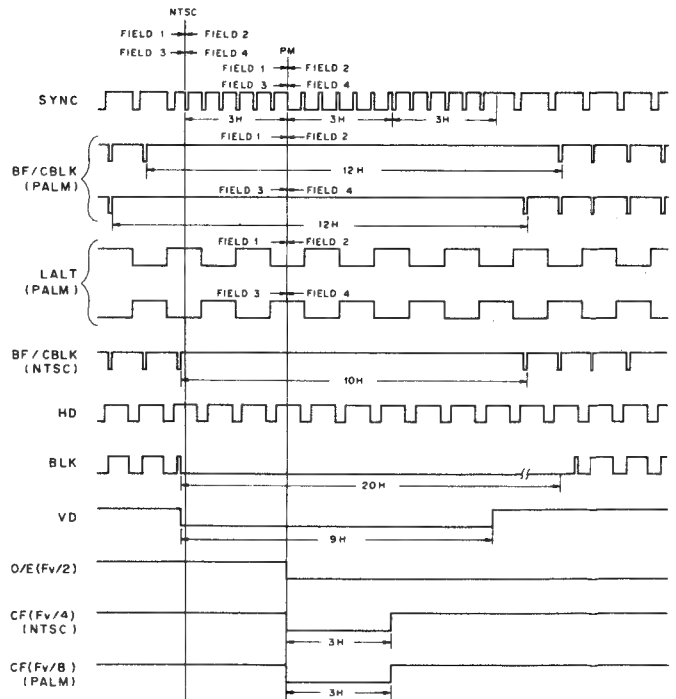 NTSC
FIELD 1 FIELD 2
FIELD 3 FIELD 4
PM
FIELD 1 FIELD 2
FIELD 3 FIELD 4
SYNC
3H 3H 3H
FIELD 1 FIELD 2
BF/CBLK
(PALM)
12H
FIELD 3 FIELD 4
12H
FIELD 1 FIELD 2
LALT
(PALM)
FIELD 3 FIELD 4
BF/CBLK
(NTSC)
10H
HD
BLK
20H
VD
9H
O/E(Fv/2)
CF(Fv/4)
(NTSC)
3H
CF(Fv/8)
(PALM)
3H